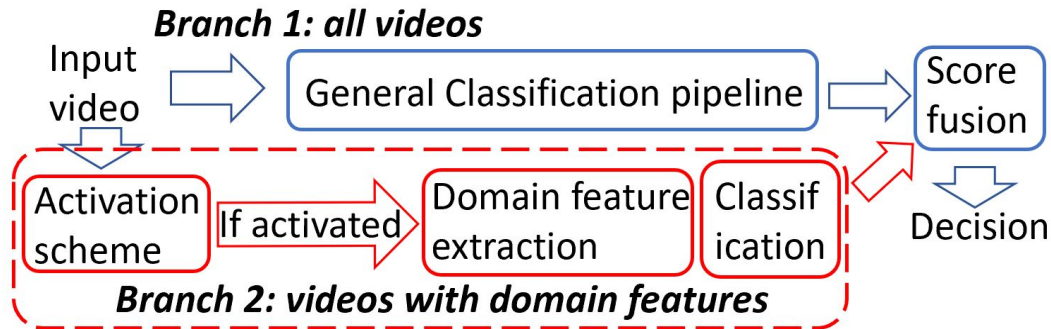 Branch 1: all videos
Input
video
General Classification pipeline
Score
fusion
Activation
scheme
If activated
Domain feature
extraction
Classif
ication
Decision
Branch 2: videos with domain features